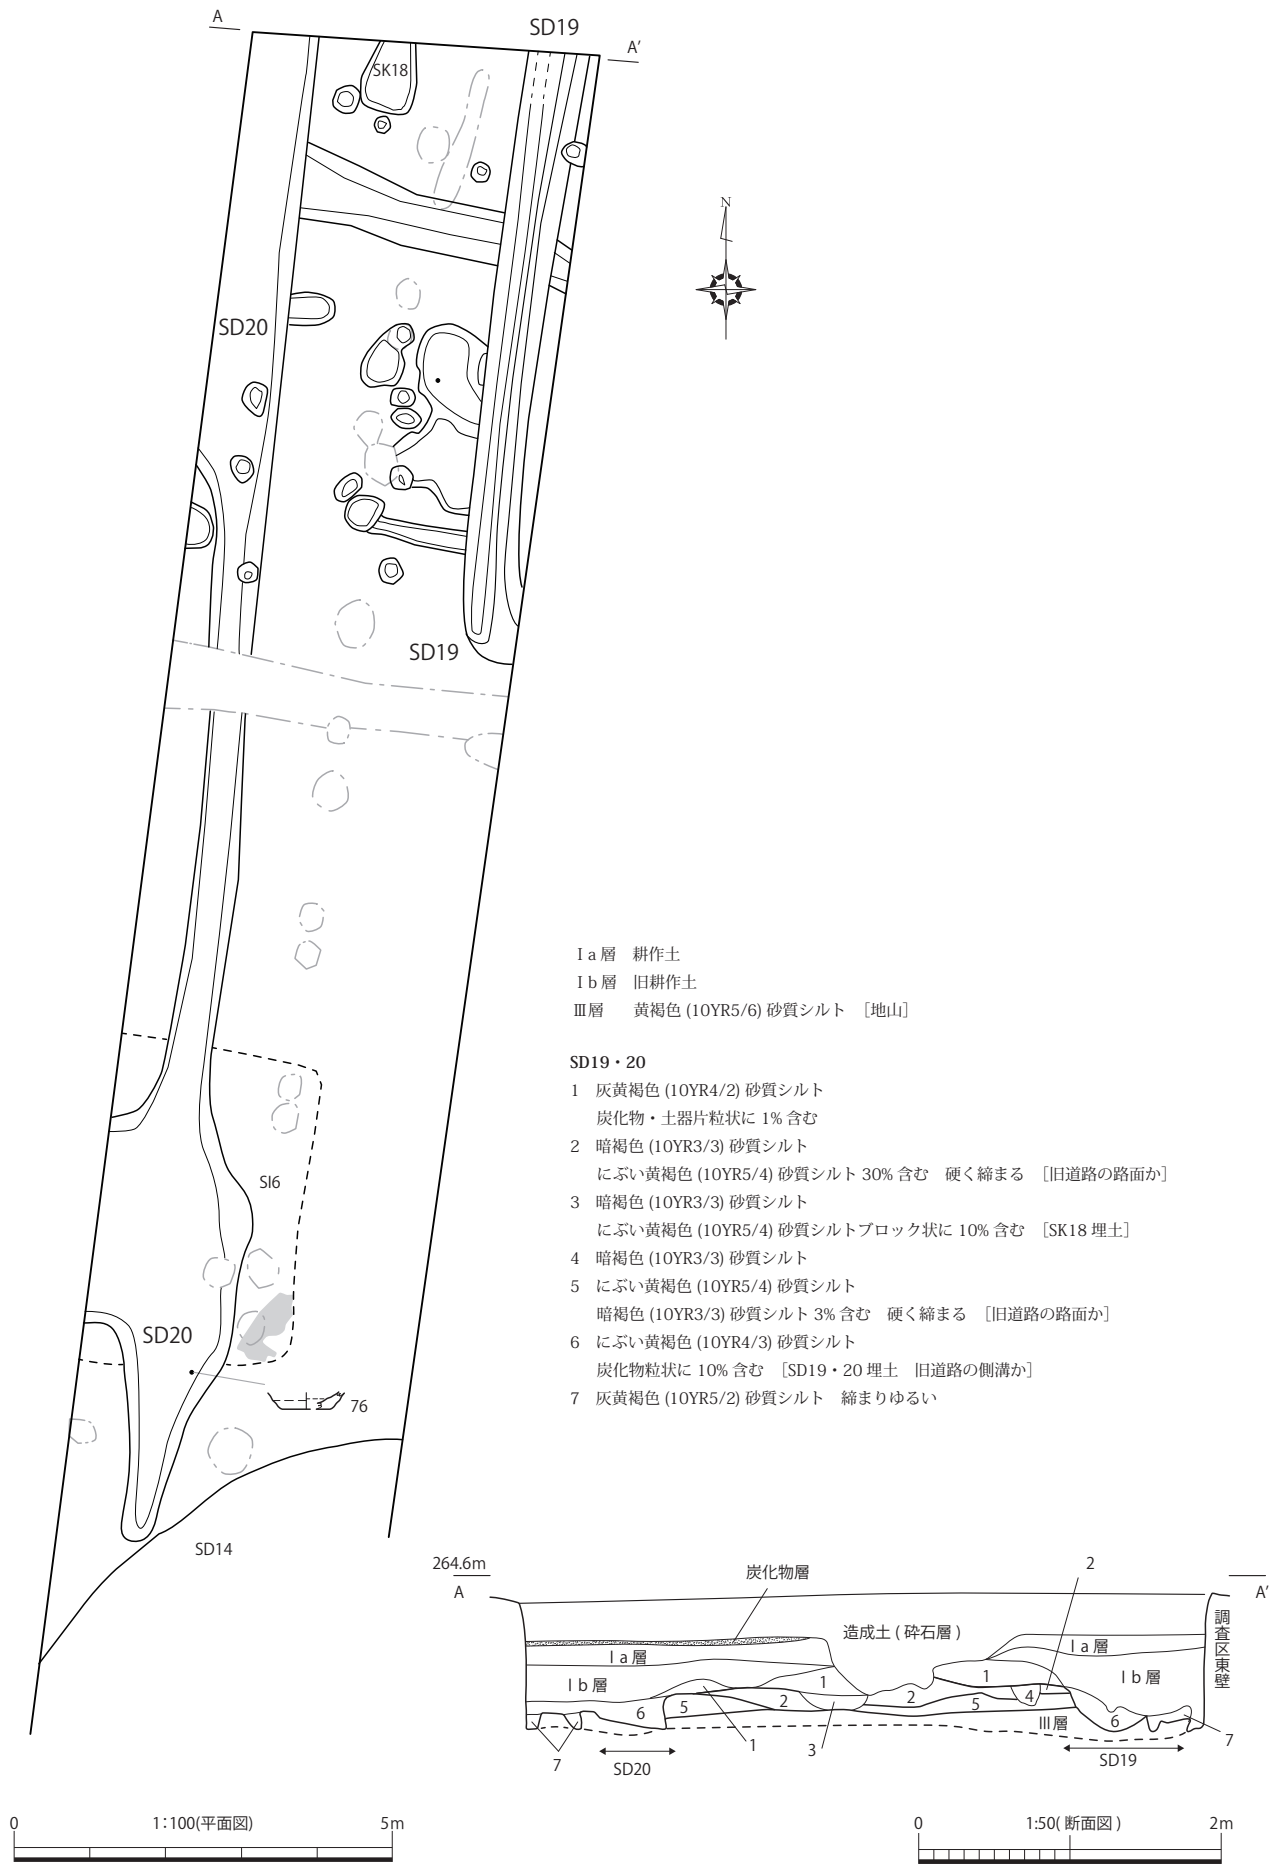 A
SD19
A'
SK18
N
SD20
SD19
Ⅰa層　耕作土
Ⅰb層　旧耕作土
Ⅲ層　黄褐色 (10YR5/6) 砂質シルト　［地山］
SD19・20
1　灰黄褐色 (10YR4/2) 砂質シルト
炭化物・土器片粒状に 1% 含む
2　暗褐色 (10YR3/3) 砂質シルト
にぶい黄褐色 (10YR5/4) 砂質シルト 30% 含む　硬く締まる　［旧道路の路面か］
3　暗褐色 (10YR3/3) 砂質シルト
にぶい黄褐色 (10YR5/4) 砂質シルトブロック状に 10% 含む　［SK18 埋土］
4　暗褐色 (10YR3/3) 砂質シルト
5　にぶい黄褐色 (10YR5/4) 砂質シルト
暗褐色 (10YR3/3) 砂質シルト 3% 含む　硬く締まる　［旧道路の路面か］
6　にぶい黄褐色 (10YR4/3) 砂質シルト
炭化物粒状に 10% 含む　［SD19・20 埋土　旧道路の側溝か］
7　灰黄褐色 (10YR5/2) 砂質シルト　締まりゆるい
SI6
SD20
76
SD14
264.6m
A
炭化物層
2
A'
造成土 ( 砕石層 )
調査区東壁
Ⅰa層
Ⅰa層
Ⅰb層
1
1
Ⅰb層
6
5
2
2
5
4
Ⅲ層
6
7
1
3
7
SD20
SD19
0
1:100(平面図)
5m
0
1:50( 断面図 )
2m